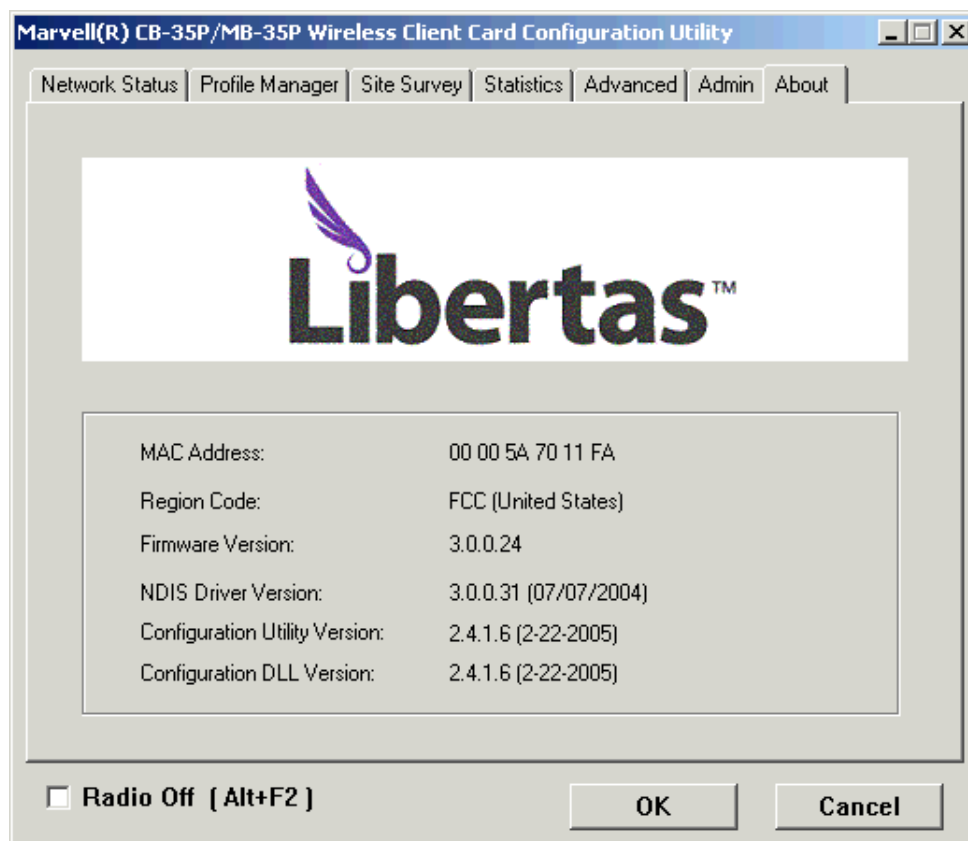 Marvell(R) CB-35P/MB-35P Wireless Client Card Configuration Utility
Network Status Profile Manager Site Survey Statistics Advanced Admin About
Libertas™
MAC Address: 00 00 5A 70 11 FA
Region Code: FCC (United States)
Firmware Version: 3.0.0.24
NDIS Driver Version: 3.0.0.31 (07/07/2004)
Configuration Utility Version: 2.4.1.6 (2-22-2005)
Configuration DLL Version: 2.4.1.6 (2-22-2005)
Radio Off ( Alt+F2 ) OK Cancel